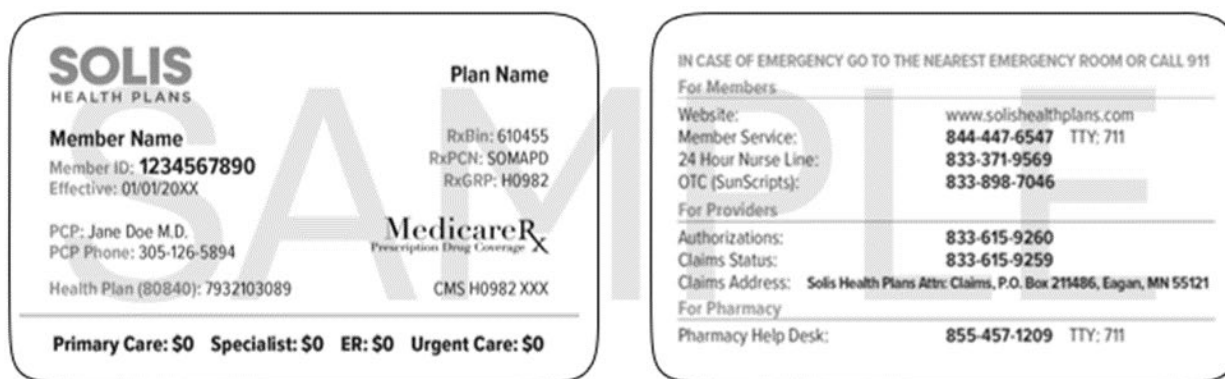 SAMPLE
SOLIS
HEALTH PLANS
Plan Name
Member Name
Member ID: 1234567890
Effective: 01/01/20XX
RxBin: 610455
RxPCN: SOMAPD
RxGRP: H0982
PCP: Jane Doe M.D.
PCP Phone: 305-126-5894
MedicareRx
Prescription Drug Coverage
Health Plan (80840): 7932103089
CMS H0982 XXX
Primary Care: $0 Specialist: $0 ER: $0 Urgent Care: $0
IN CASE OF EMERGENCY GO TO THE NEAREST EMERGENCY ROOM OR CALL 911
For Members
Website: www.solishealthplans.com
Member Service: 844-447-6547 TTY: 711
24 Hour Nurse Line: 833-371-9569
OTC (SunScripts): 833-898-7046
For Providers
Authorizations: 833-615-9260
Claims Status: 833-615-9259
Claims Address: Solis Health Plans Attn: Claims, P.O. Box 211486, Eagan, MN 55121
For Pharmacy
Pharmacy Help Desk: 855-457-1209 TTY: 711